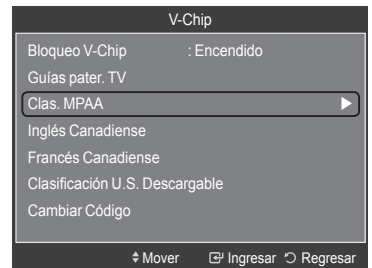 V-Chip
Bloqueo V-Chip : Encendido
Guías pater. TV
Clas. MPAA
Inglés Canadiense
Francés Canadiense
Clasificación U.S. Descargable
Cambiar Código
Mover Ingresar Regresar